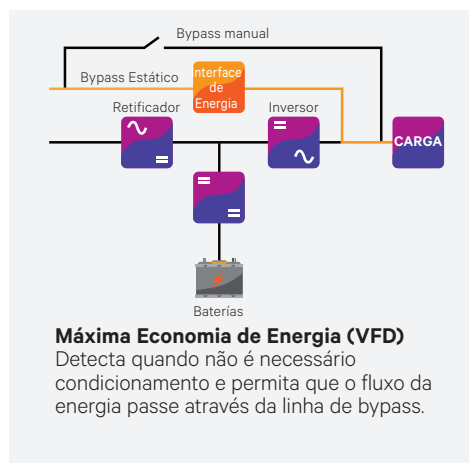 Bypass manual
Bypass Estático
Interface
de
Energia
Retificador
Inversor
CARGA
Baterías
Máxima Economia de Energia (VFD)
Detecta quando não é necessário
condicionamento e permita que o fluxo da
energia passe através da linha de bypass.